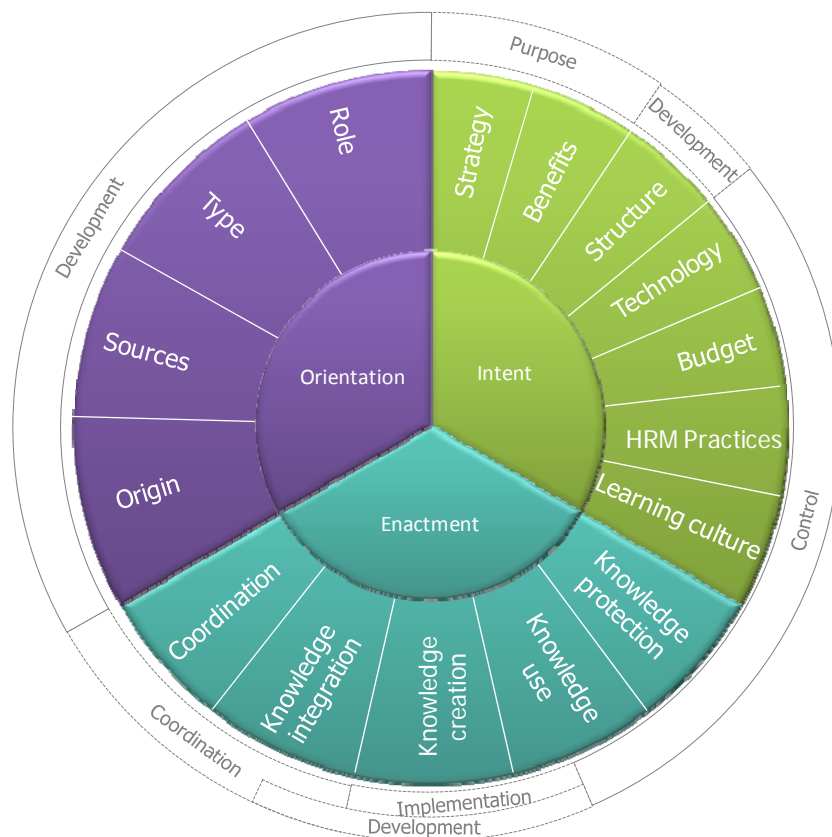 Purpose
Development
Control
Implementation
Development
Coordination
Development
Role
Type
Sources
Origin
Orientation
Strategy
Benefits
Structure
Technology
Budget
HRM Practices
Learning culture
Intent
Enactment
Coordination
Knowledge
integration
Knowledge
creation
Knowledge
use
Knowledge
protection